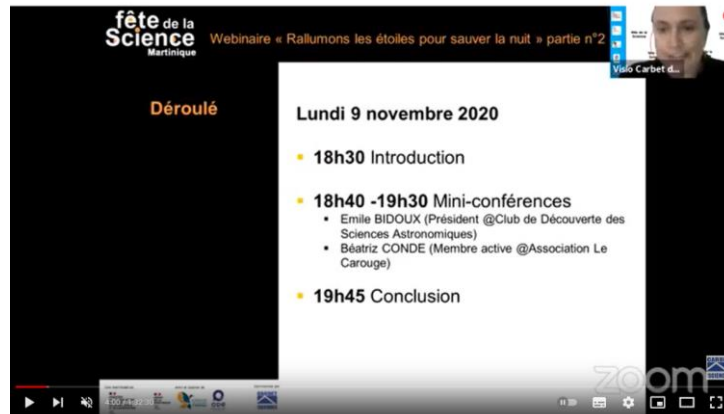 fête de la
Science
Martinique
Webinaire « Rallumons les étoiles pour sauver la nuit » partie n°2
Visio Carbet d...
Déroulé
Lundi 9 novembre 2020
18h30 Introduction
18h40 -19h30 Mini-conférences
Emile BIDOUX (Président @Club de Découverte des
Sciences Astronomiques)
Béatriz CONDE (Membre active @Association Le
Carouge)
19h45 Conclusion
zoom